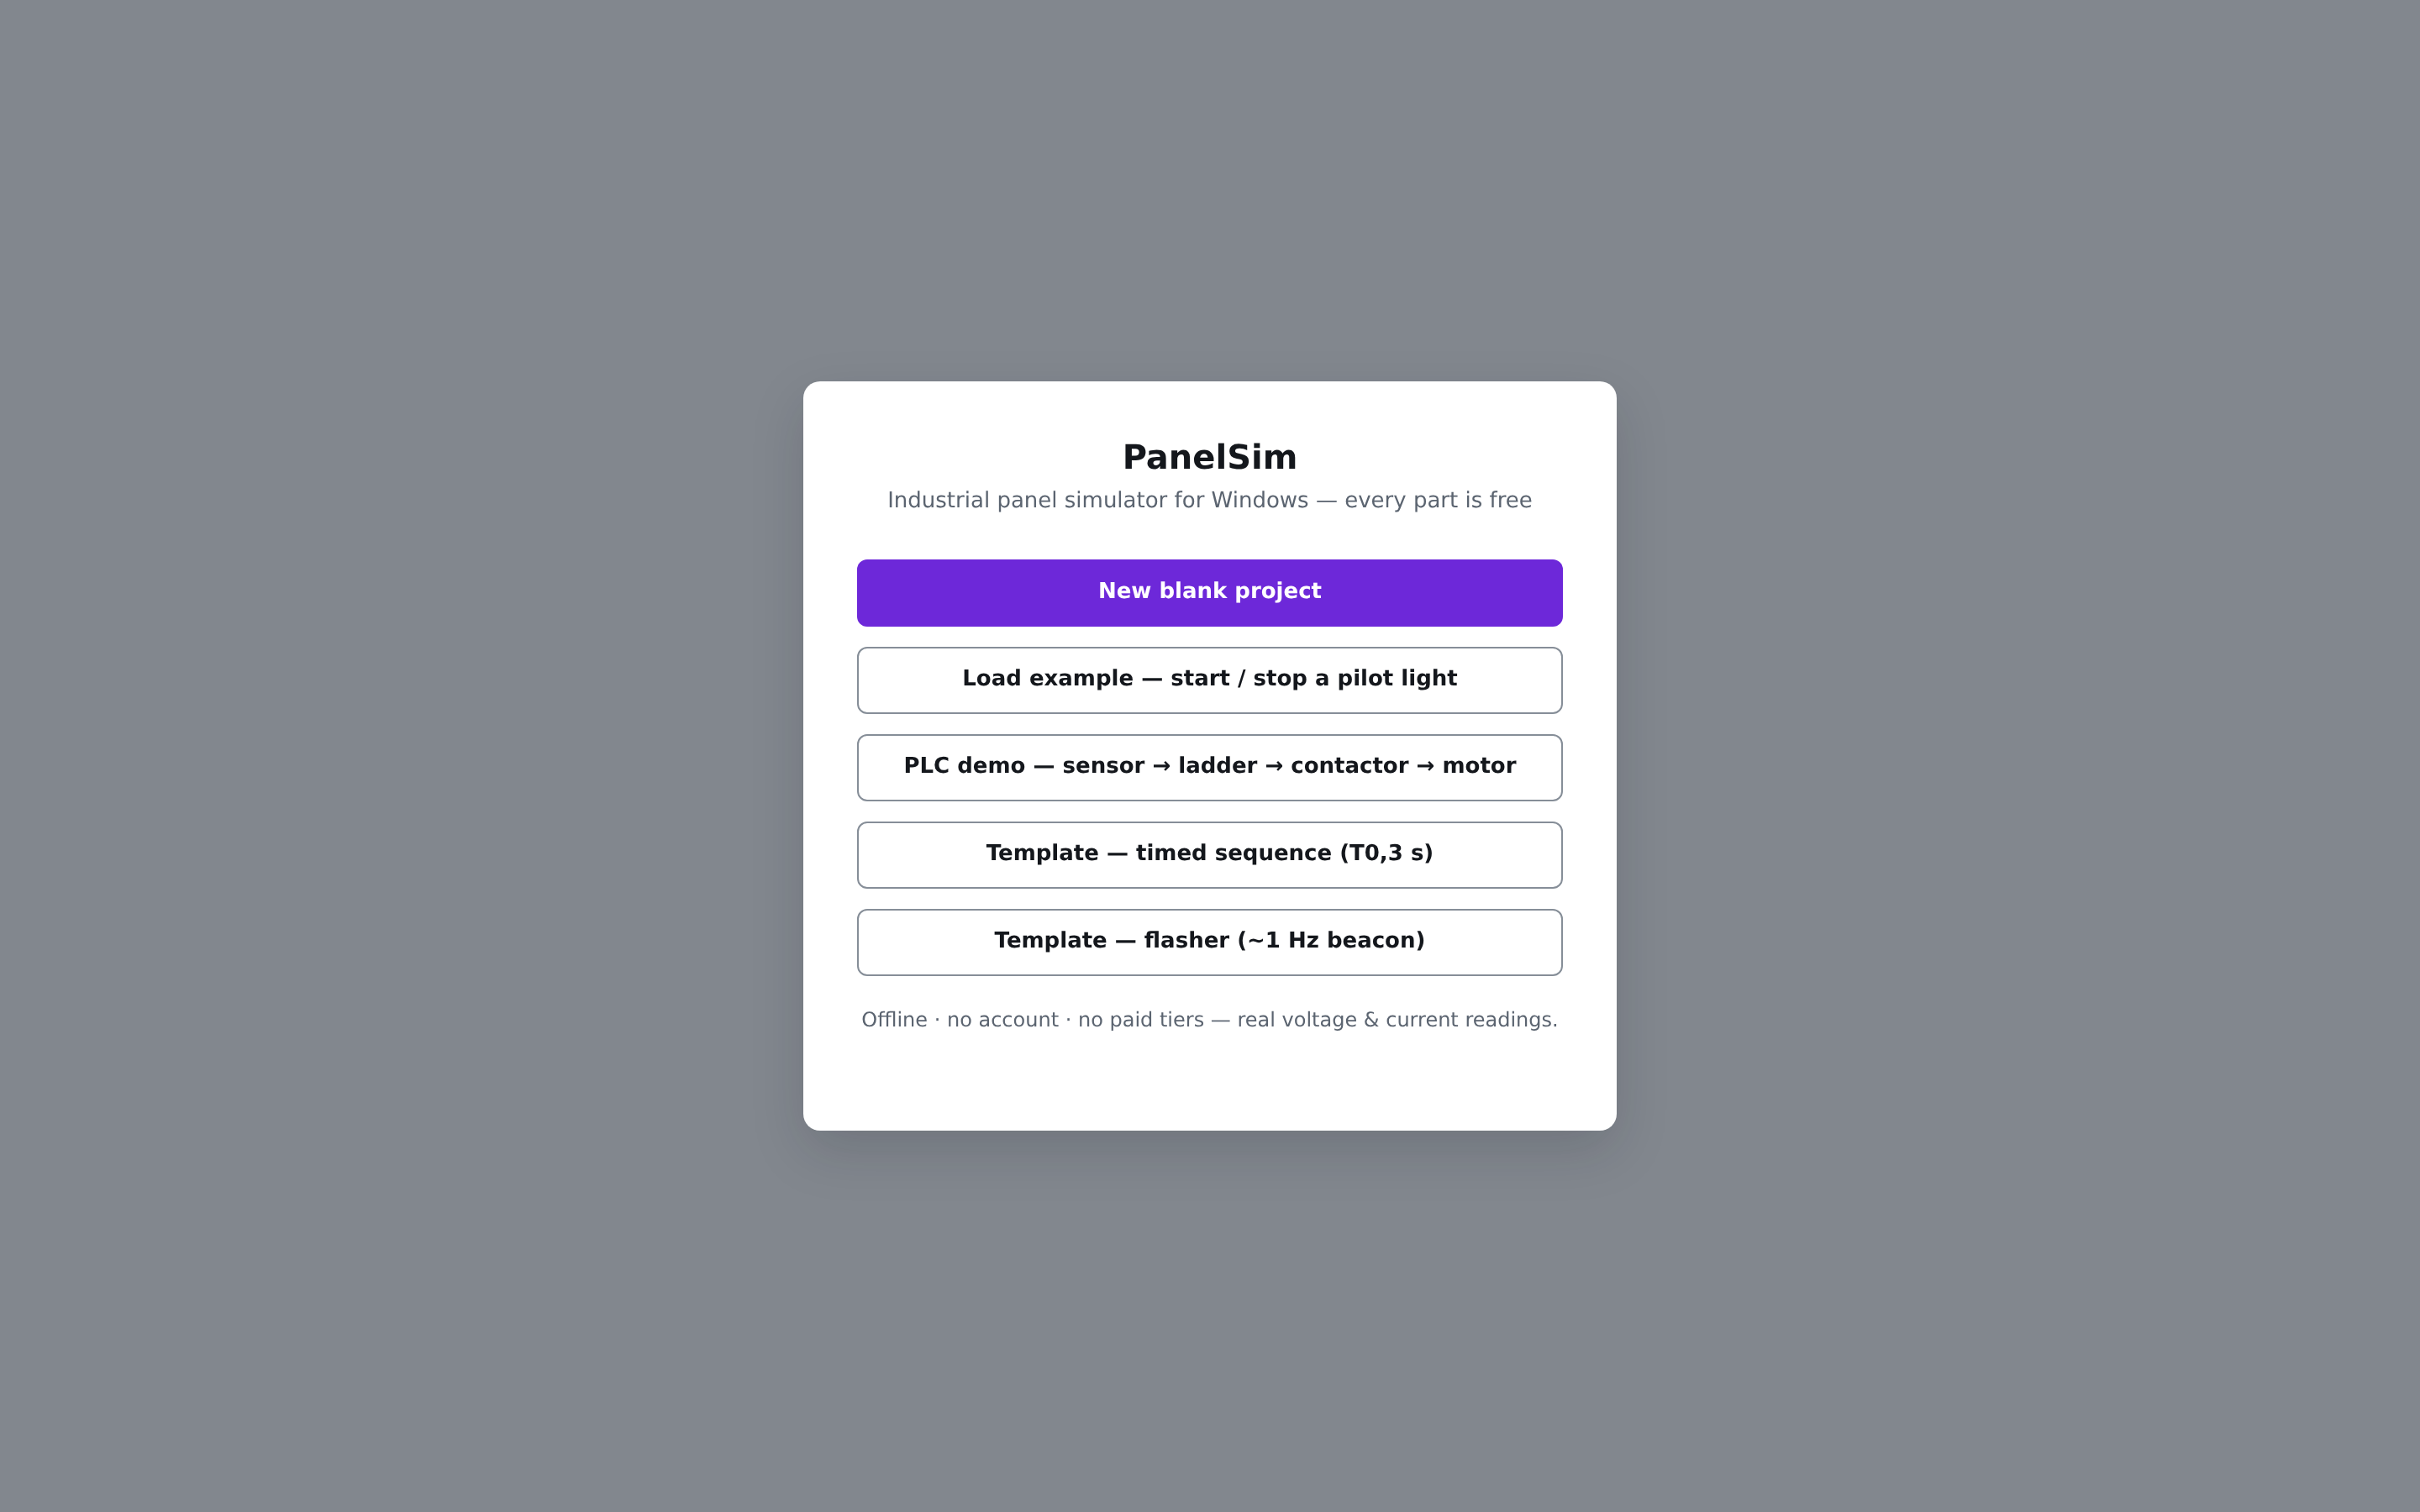 PanelSim
Industrial panel simulator for Windows — every part is free
New blank project
Load example — start / stop a pilot light
PLC demo — sensor → ladder → contactor → motor
Template — timed sequence (T0,3 s)
Template — flasher (~1 Hz beacon)
Offline · no account · no paid tiers — real voltage & current readings.